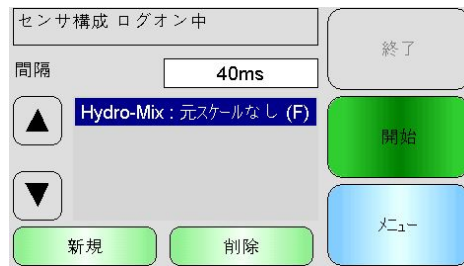 センサ構成 ログオン中
終了
間隔
40ms
Hydro-Mix : 元スケールなし (F)
開始
メニュー
新規
削除